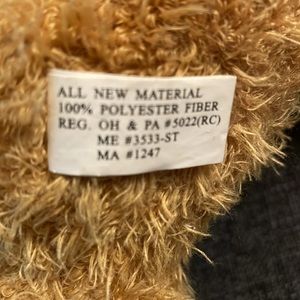 ALL NEW MATERIAL
100% POLYESTER FIBER
REG. OH & PA #5022(RC)
ME #3533-ST
MA #1247